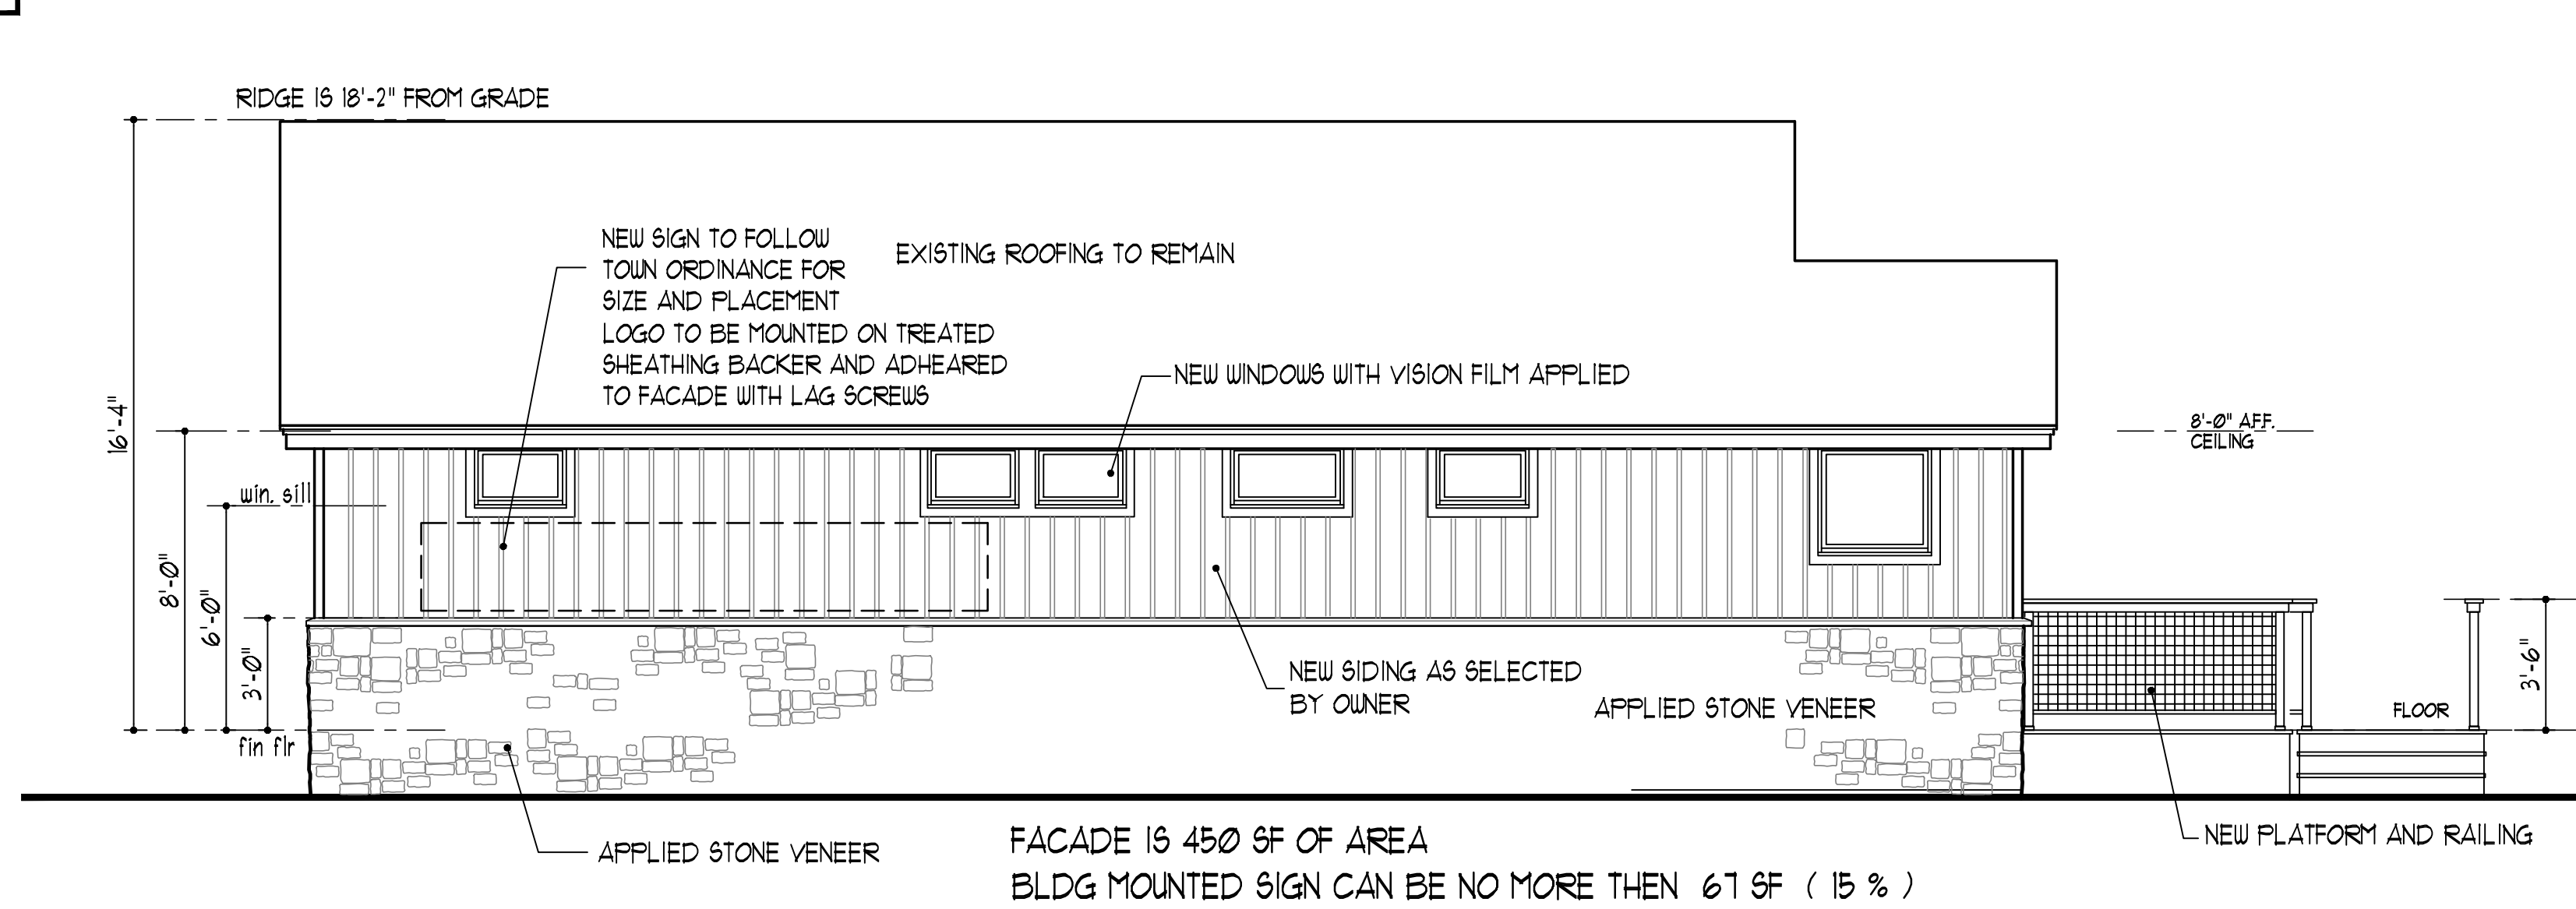 RIDGE IS 18'-2" FROM GRADE
NEW SIGN TO FOLLOW
TOWN ORDINANCE FOR
SIZE AND PLACEMENT
LOGO TO BE MOUNTED ON TREATED
SHEATHING BACKER AND ADHEARED
TO FACADE WITH LAG SCREWS
EXISTING ROOFING TO REMAIN
NEW WINDOWS WITH VISION FILM APPLIED
8'-0" A.F.F.
CEILING
16'-4"
8'-0"
6'-0"
3'-0"
win. sill
fin flr
NEW SIDING AS SELECTED
BY OWNER
APPLIED STONE VENEER
FLOOR
3'-6"
APPLIED STONE VENEER
NEW PLATFORM AND RAILING
FACADE IS 450 SF OF AREA
BLDG MOUNTED SIGN CAN BE NO MORE THEN 67 SF ( 15 % )